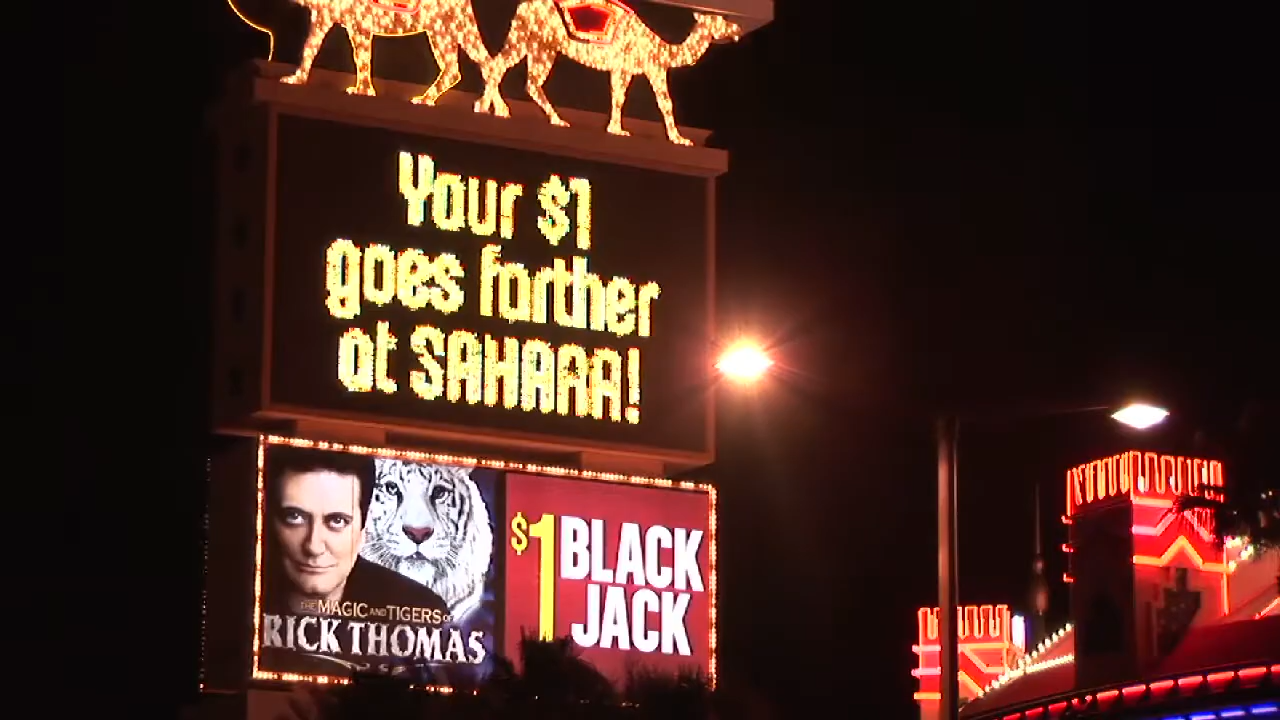 Your $1
goes farther
at SAHARA!
THE MAGIC AND TIGERS OF
RICK THOMAS
$1 BLACK
JACK